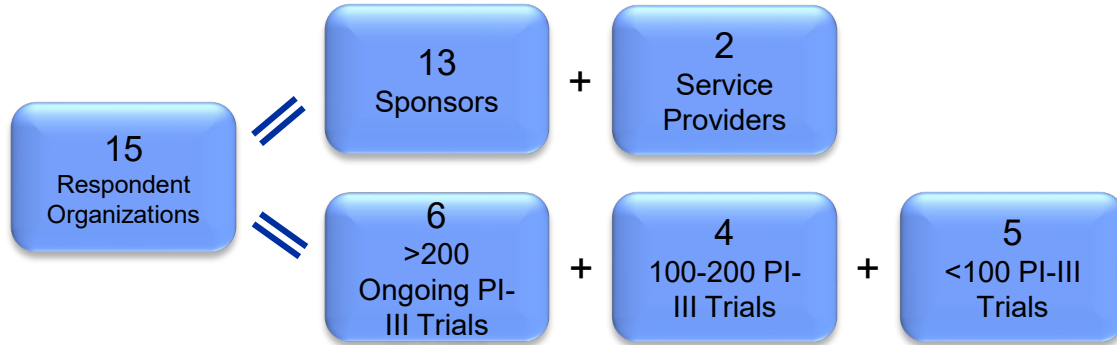 13
Sponsors
+
2
Service
Providers
15
Respondent
Organizations
6
>200
Ongoing PI-
III Trials
+
4
100-200 PI-
III Trials
+
5
<100 PI-III
Trials